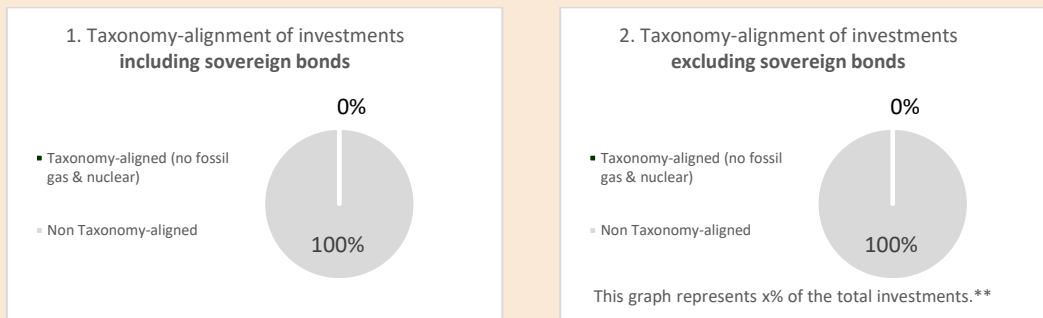 1. Taxonomy-alignment of investments
including sovereign bonds
0%
Taxonomy-aligned (no fossil
gas & nuclear)
Non Taxonomy-aligned
100%
2. Taxonomy-alignment of investments
excluding sovereign bonds
0%
Taxonomy-aligned (no fossil
gas & nuclear)
Non Taxonomy-aligned
100%
This graph represents x% of the total investments.**